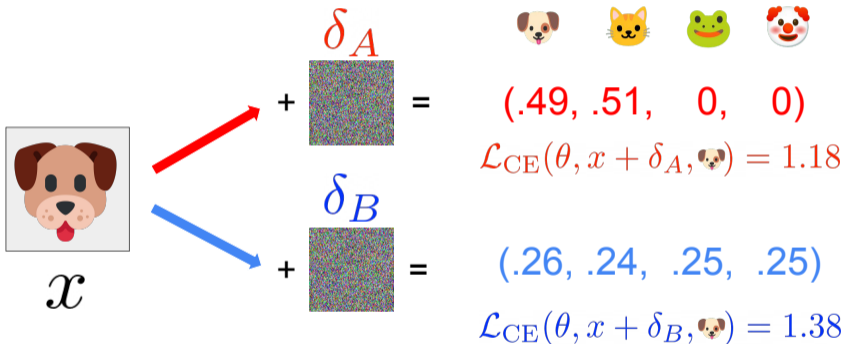 δ_A
+ =
(.49, .51, 0, 0)
ℒ_CE(θ, x + δ_A, 🐶) = 1.18
x
δ_B
+ =
(.26, .24, .25, .25)
ℒ_CE(θ, x + δ_B, 🐶) = 1.38